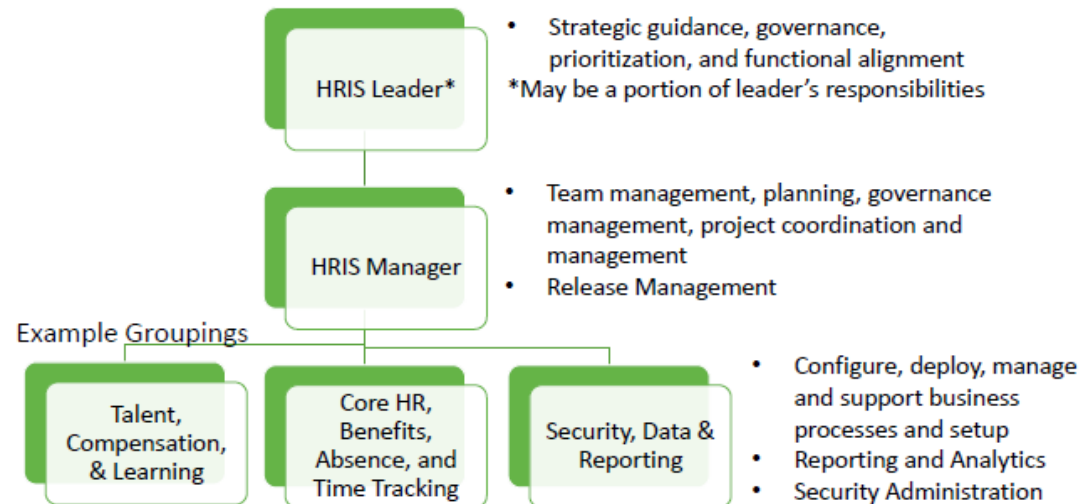 HRIS Leader*
• Strategic guidance, governance,
prioritization, and functional alignment
*May be a portion of leader’s responsibilities
HRIS Manager
• Team management, planning, governance
management, project coordination and
management
• Release Management
Example Groupings
Talent,
Compensation,
& Learning
Core HR,
Benefits,
Absence, and
Time Tracking
Security, Data &
Reporting
• Configure, deploy, manage
and support business
processes and setup
• Reporting and Analytics
• Security Administration